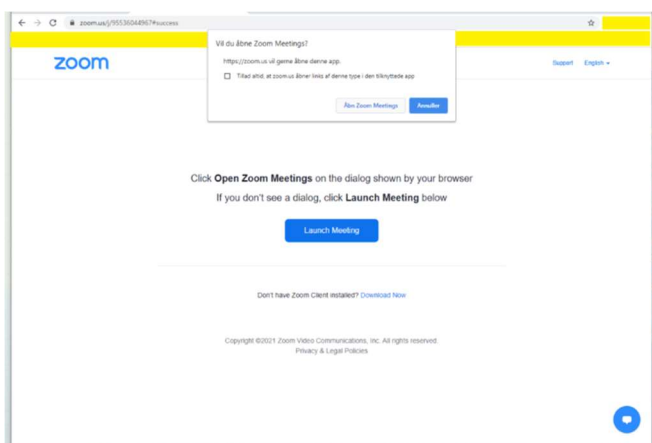 zoom.us/j/95536044967#success
Vil du åbne Zoom Meetings?
https://zoom.us vil gerne åbne denne app.
Tillad altid, at zoom.us åbner links af denne type i den tilknyttede app
Åbn Zoom Meetings Annuller
zoom
Support English
Click Open Zoom Meetings on the dialog shown by your browser
If you don't see a dialog, click Launch Meeting below
Launch Meeting
Don't have Zoom Client installed? Download Now
Copyright ©2021 Zoom Video Communications, Inc. All rights reserved.
Privacy & Legal Policies